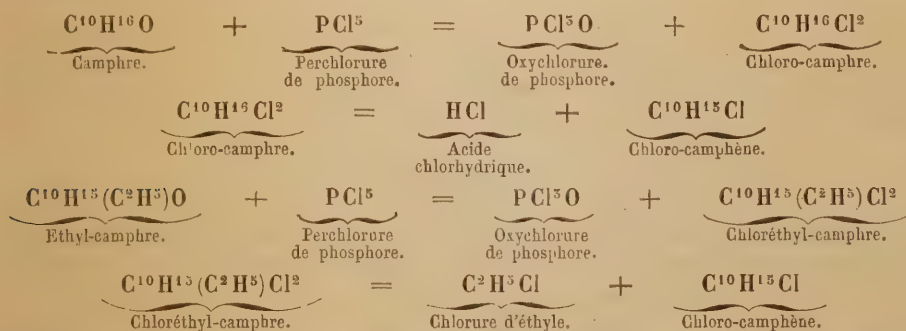 C¹⁰H¹⁶O + PCl⁵ = PCl³O + C¹⁰H¹⁶Cl²
Camphre. Perchlorure de phosphore. Oxychlorure. de phosphore. Chloro-camphre.
C¹⁰H¹⁶Cl² = HCl + C¹⁰H¹⁵Cl
Chloro-camphre. Acide chlorhydrique. Chloro-camphène.
C¹⁰H¹⁵(C²H⁵)O + PCl⁵ = PCl³O + C¹⁰H¹⁵(C²H⁵)Cl²
Ethyl-camphre. Perchlorure de phosphore. Oxychlorure de phosphore. Chloréthyl-camphre.
C¹⁰H¹⁵(C²H⁵)Cl² = C²H⁵Cl + C¹⁰H¹⁵Cl
Chloréthyl-camphre. Chlorure d'éthyle. Chloro-camphène.